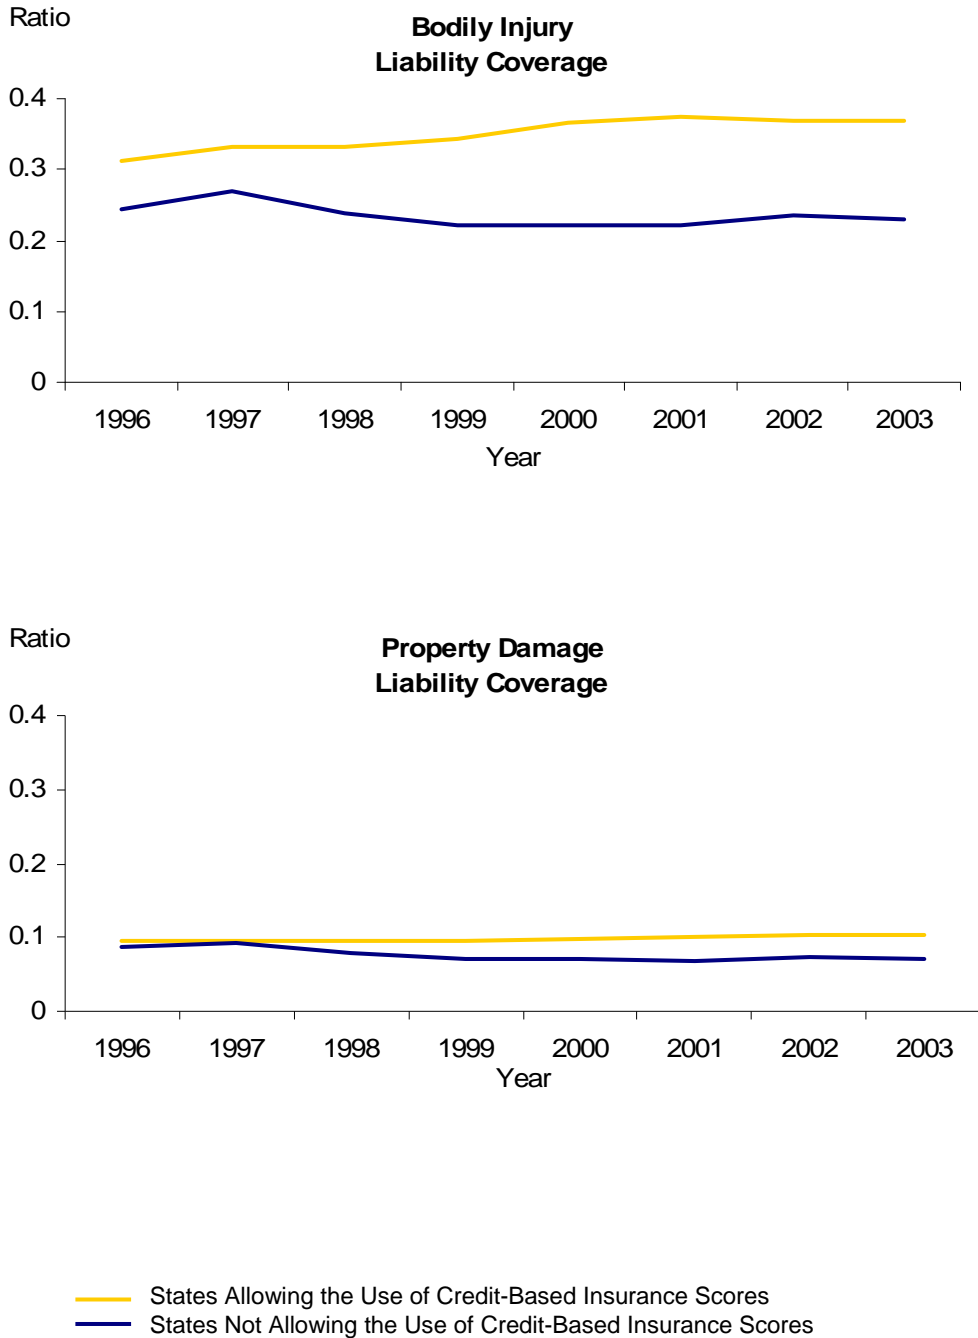 Ratio
Bodily Injury
Liability Coverage
0.4
0.3
0.2
0.1
0
1996 1997 1998 1999 2000 2001 2002 2003
Year
Ratio
Property Damage
Liability Coverage
0.4
0.3
0.2
0.1
0
1996 1997 1998 1999 2000 2001 2002 2003
Year
States Allowing the Use of Credit-Based Insurance Scores
States Not Allowing the Use of Credit-Based Insurance Scores